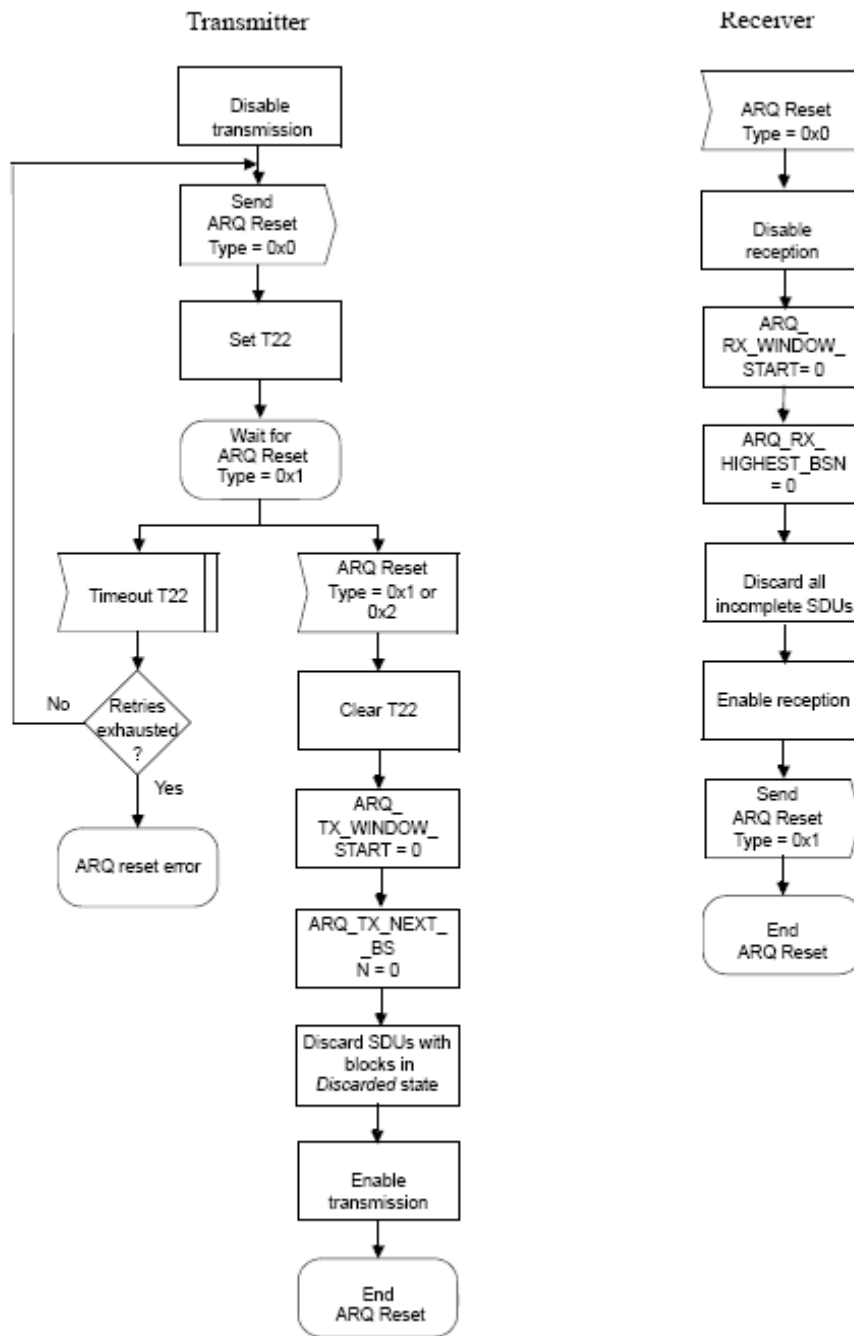 Transmitter
Disable
transmission
Send
ARQ Reset
Type = 0x0
Set T22
Wait for
ARQ Reset
Type = 0x1
Timeout T22
Retries
exhausted
?
No
Yes
ARQ reset error
ARQ Reset
Type = 0x1 or
0x2
Clear T22
ARQ_
TX_WINDOW_
START = 0
ARQ_TX_NEXT_
_BS
N = 0
Discard SDUs with
blocks in
Discarded state
Enable
transmission
End
ARQ Reset
Receiver
ARQ Reset
Type = 0x0
Disable
reception
ARQ_
RX_WINDOW_
START= 0
ARQ_RX_
HIGHEST_BSN
= 0
Discard all
incomplete SDUs
Enable reception
Send
ARQ Reset
Type = 0x1
End
ARQ Reset